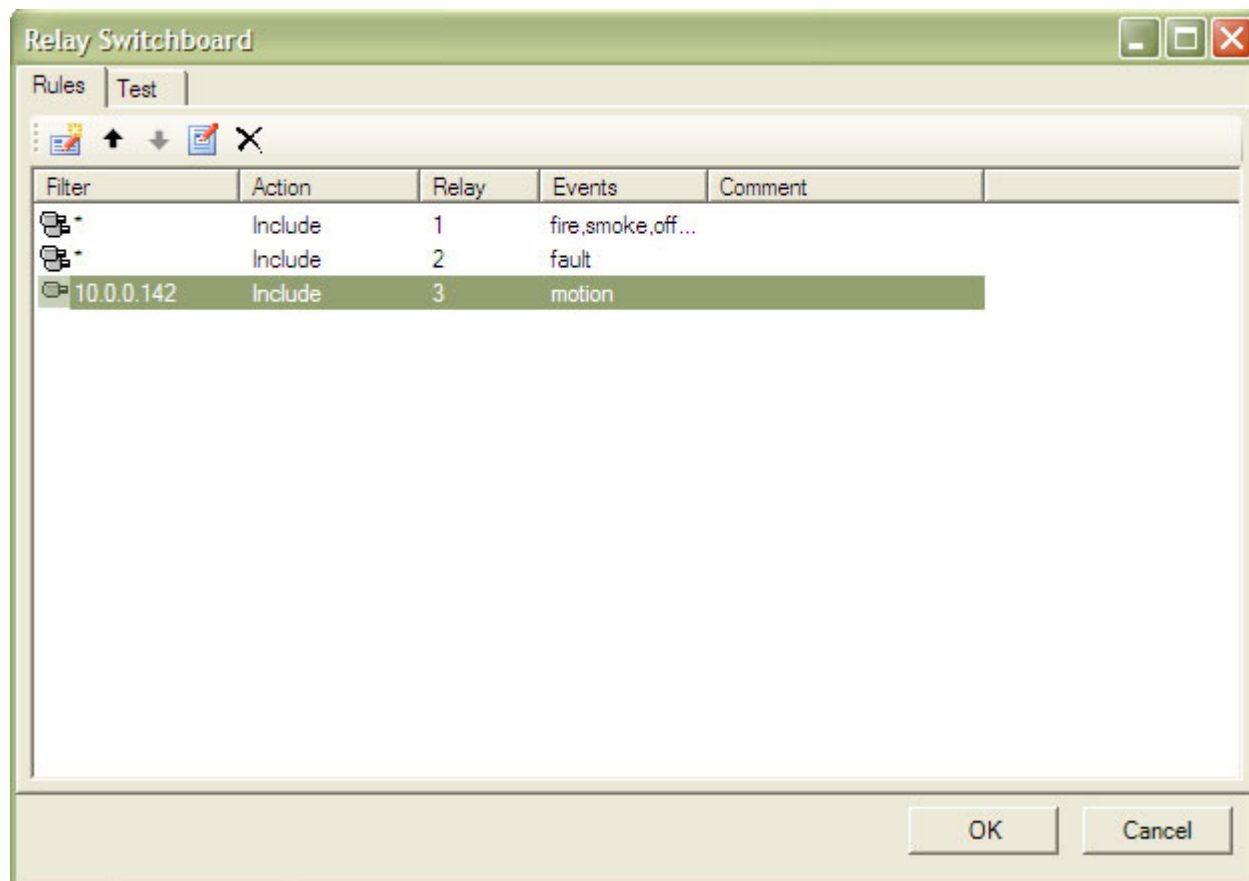 Relay Switchboard
Rules Test
Filter Action Relay Events Comment
* Include 1 fire,smoke,off...
* Include 2 fault
10.0.0.142 Include 3 motion
OK Cancel